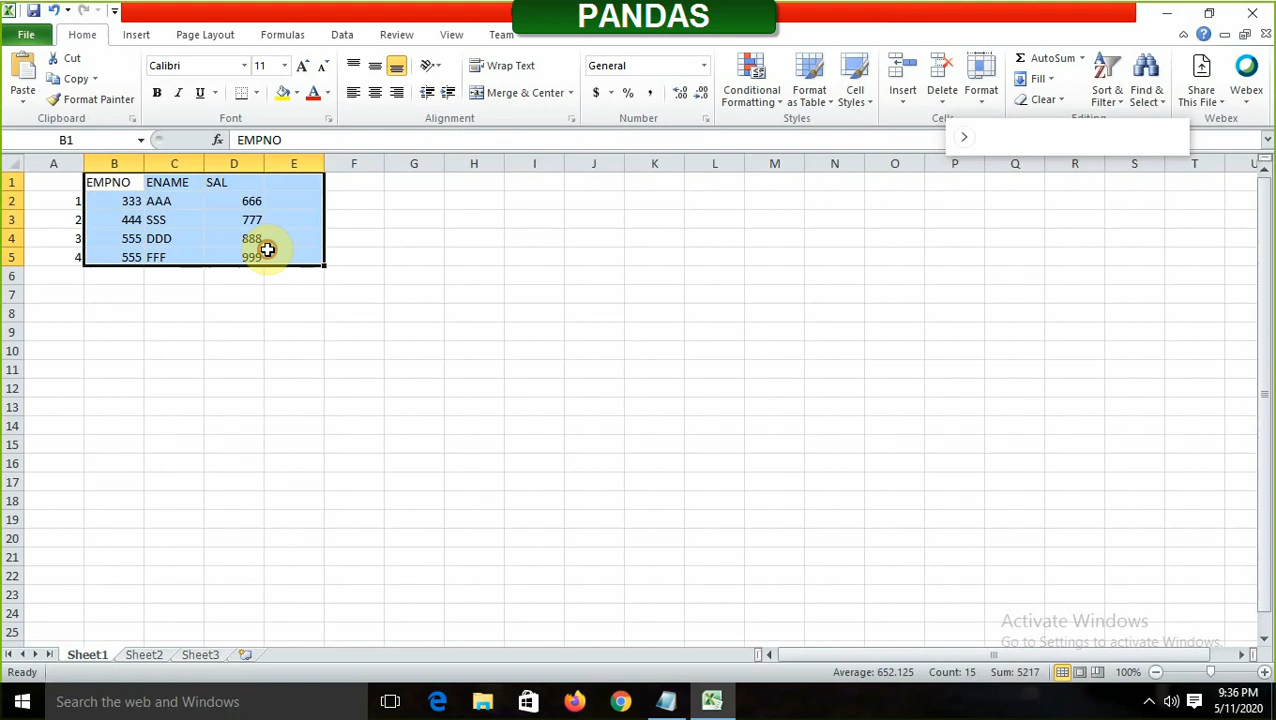 PANDAS
File Home Insert Page Layout Formulas Data Review View Team
Paste Cut Copy Format Painter Clipboard
Calibri 11 A A B I U A Font
Wrap Text Merge & Center Alignment
General $ % , Number
Conditional Formatting Format as Table Cell Styles Styles
Insert Delete Format Cells
Σ AutoSum Fill Clear Sort & Filter Find & Select Editing
Share This File Webex Webex
B1 fx EMPNO
A B C D E F G H I J K L M N O P Q R S T U
1 EMPNO ENAME SAL
2 1 333 AAA 666
3 2 444 SSS 777
4 3 555 DDD 888
5 4 555 FFF 999
6
7
8
9
10
11
12
13
14
15
16
17
18
19
20
21
22
23
24
25
Activate Windows
Go to Settings to activate Windows.
Sheet1 Sheet2 Sheet3
Ready Average: 652.125 Count: 15 Sum: 5217 100%
Search the web and Windows
9:36 PM
5/11/2020